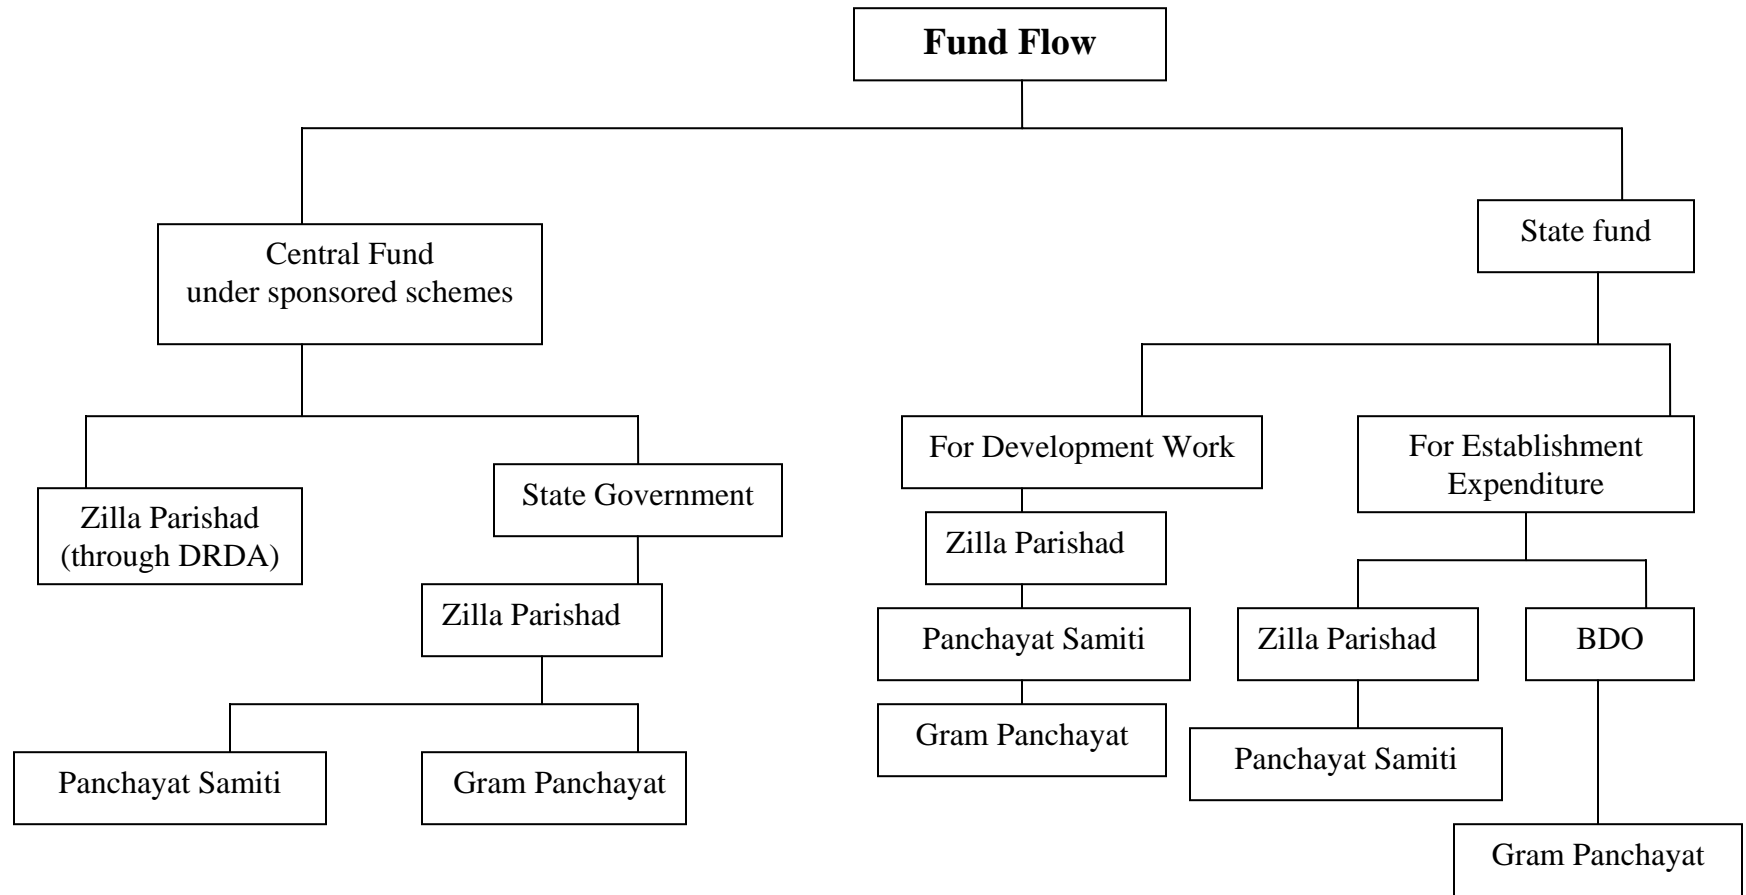 Fund Flow
Central Fund
under sponsored schemes
State fund
Zilla Parishad
(through DRDA)
State Government
Zilla Parishad
Panchayat Samiti
Gram Panchayat
For Development Work
Zilla Parishad
Panchayat Samiti
Gram Panchayat
For Establishment
Expenditure
Zilla Parishad
Panchayat Samiti
BDO
Gram Panchayat